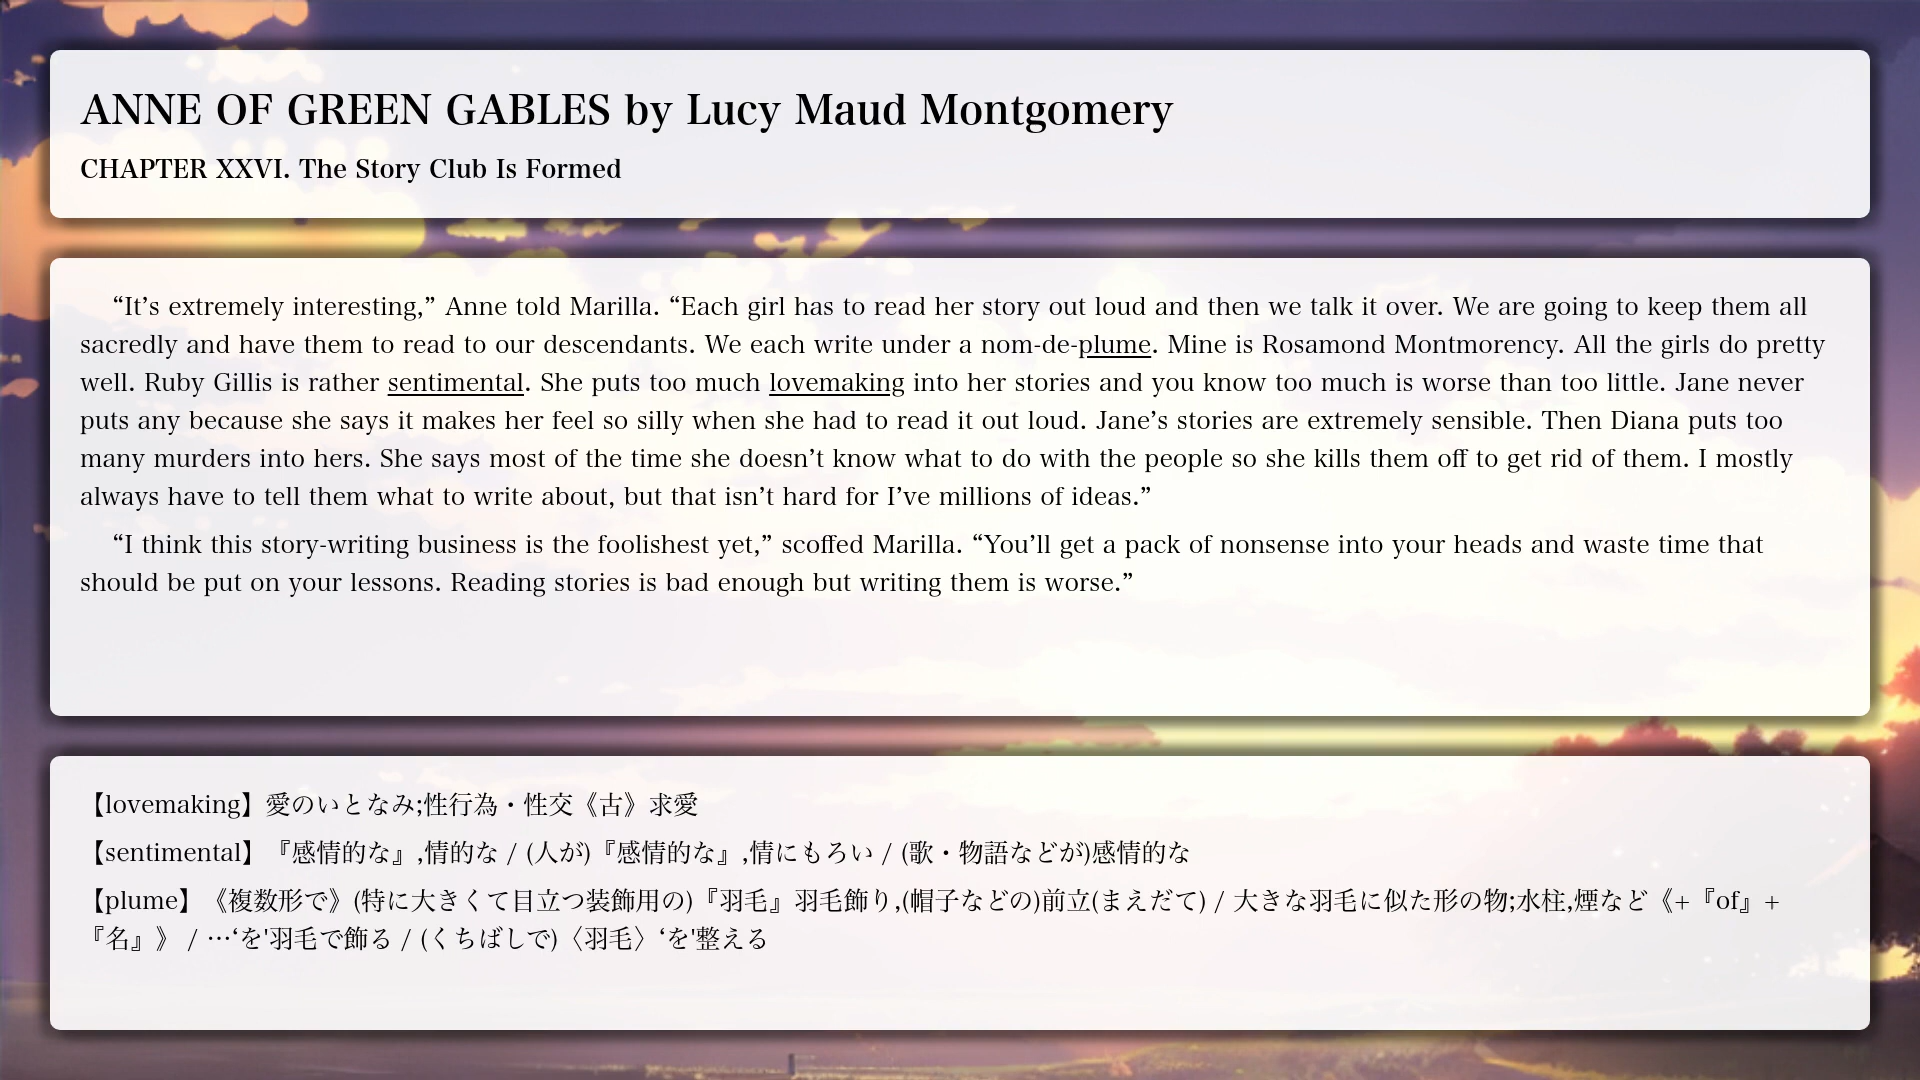 ANNE OF GREEN GABLES by Lucy Maud Montgomery
CHAPTER XXVI. The Story Club Is Formed
“It’s extremely interesting,” Anne told Marilla. “Each girl has to read her story out loud and then we talk it over. We are going to keep them all
sacredly and have them to read to our descendants. We each write under a nom-de-plume. Mine is Rosamond Montmorency. All the girls do pretty
well. Ruby Gillis is rather sentimental. She puts too much lovemaking into her stories and you know too much is worse than too little. Jane never
puts any because she says it makes her feel so silly when she had to read it out loud. Jane’s stories are extremely sensible. Then Diana puts too
many murders into hers. She says most of the time she doesn’t know what to do with the people so she kills them off to get rid of them. I mostly
always have to tell them what to write about, but that isn’t hard for I’ve millions of ideas.”
“I think this story-writing business is the foolishest yet,” scoffed Marilla. “You’ll get a pack of nonsense into your heads and waste time that
should be put on your lessons. Reading stories is bad enough but writing them is worse.”
【lovemaking】愛のいとなみ;性行為・性交《古》求愛
【sentimental】『感情的な』,情的な / (人が)『感情的な』,情にもろい / (歌・物語などが)感情的な
【plume】《複数形で》(特に大きくて目立つ装飾用の)『羽毛』羽毛飾り,(帽子などの)前立(まえだて) / 大きな羽毛に似た形の物;水柱,煙など《+『of』+
『名』》 / …‘を'羽毛で飾る / (くちばしで)〈羽毛〉‘を'整える